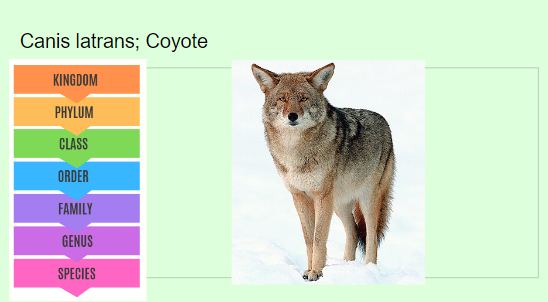 Canis latrans; Coyote
KINGDOM
PHYLUM
CLASS
ORDER
FAMILY
GENUS
SPECIES